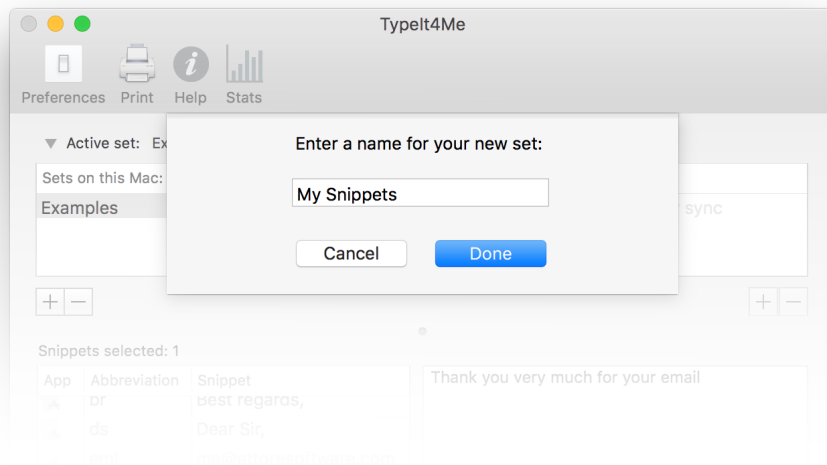 TypeIt4Me
Preferences Print Help Stats
Active set: Ex
Enter a name for your new set:
Sets on this Mac:
My Snippets
Examples
sync
Cancel Done
Snippets selected: 1
App Abbreviation Snippet
Thank you very much for your email
br Best regards,
ds Dear Sir,